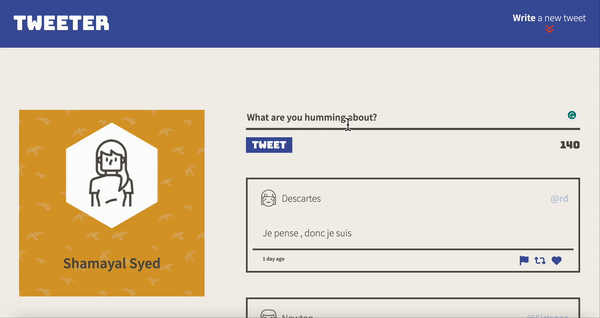 TWEETER
Write a new tweet
What are you humming about?
TWEET
140
Shamayal Syed
Descartes
@rd
Je pense , donc je suis
1 day ago
Newton